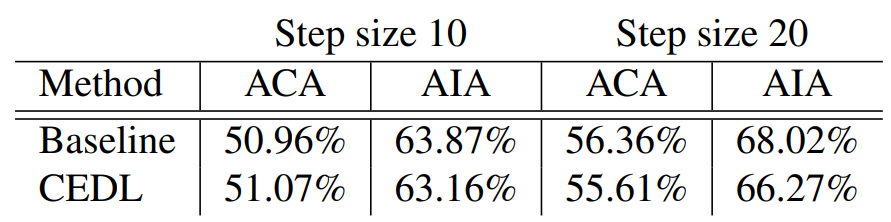 Step size 10 Step size 20
Method ACA AIA ACA AIA
Baseline 50.96% 63.87% 56.36% 68.02%
CEDL 51.07% 63.16% 55.61% 66.27%